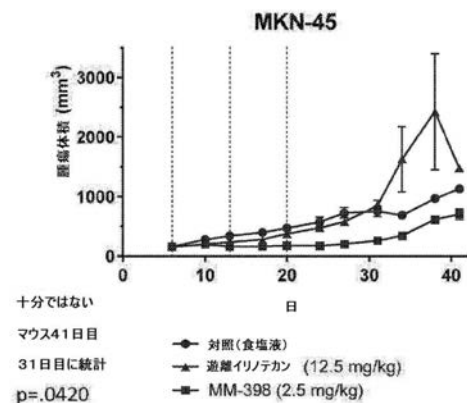 MKN-45
腫瘍体積 (mm³)
3000
2000
1000
0
0 10 20 30 40
日
十分ではない
マウス41日目
31日目に統計
p=.0420
対照(食塩液)
遊離イリノテカン (12.5 mg/kg)
MM-398 (2.5 mg/kg)